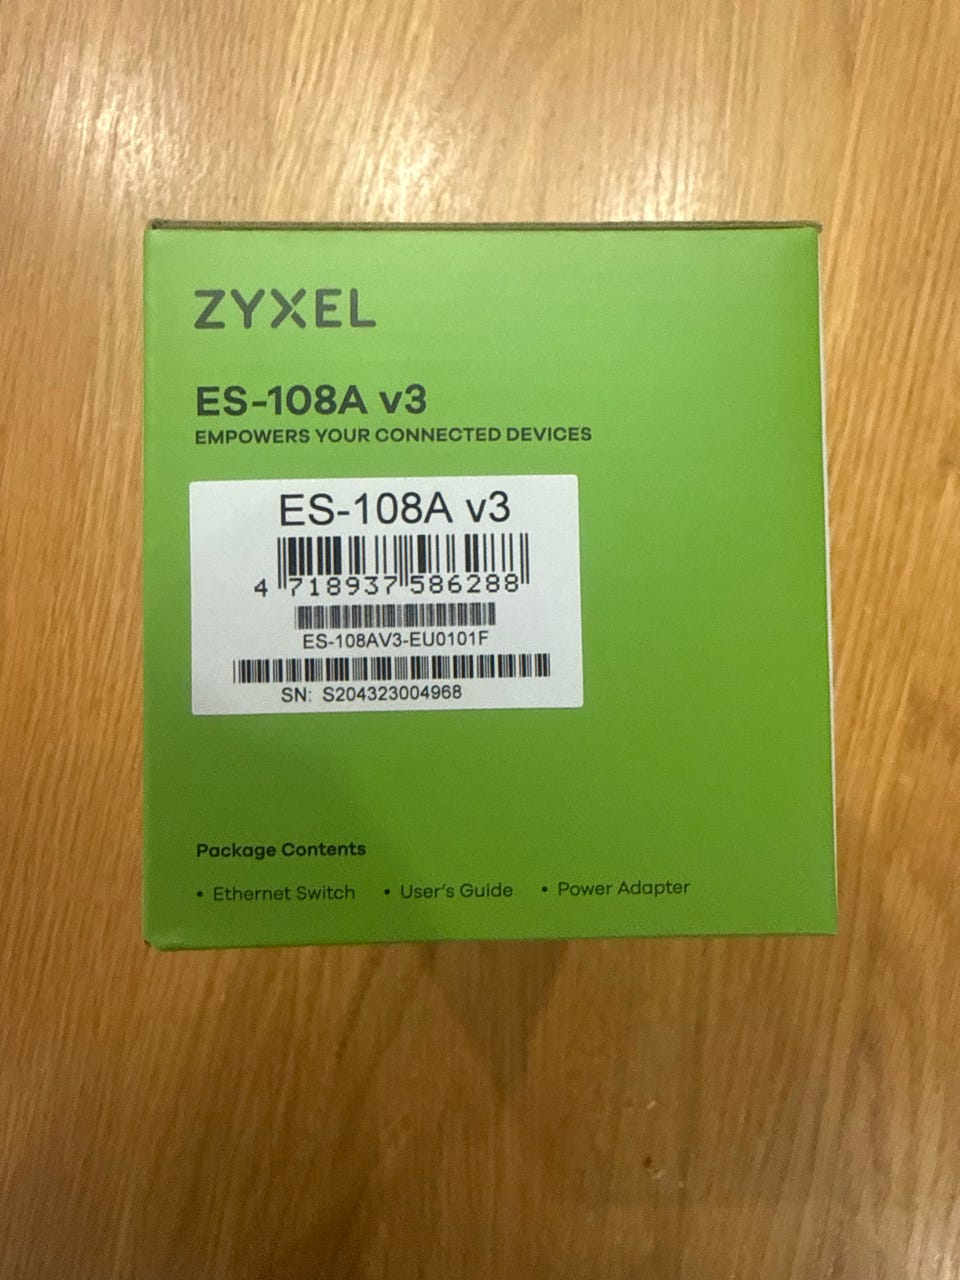 ZYXEL
ES-108A v3
EMPOWERS YOUR CONNECTED DEVICES
ES-108A v3
4 718937 586288
ES-108AV3-EU0101F
SN: S204323004968
Package Contents
• Ethernet Switch • User's Guide • Power Adapter